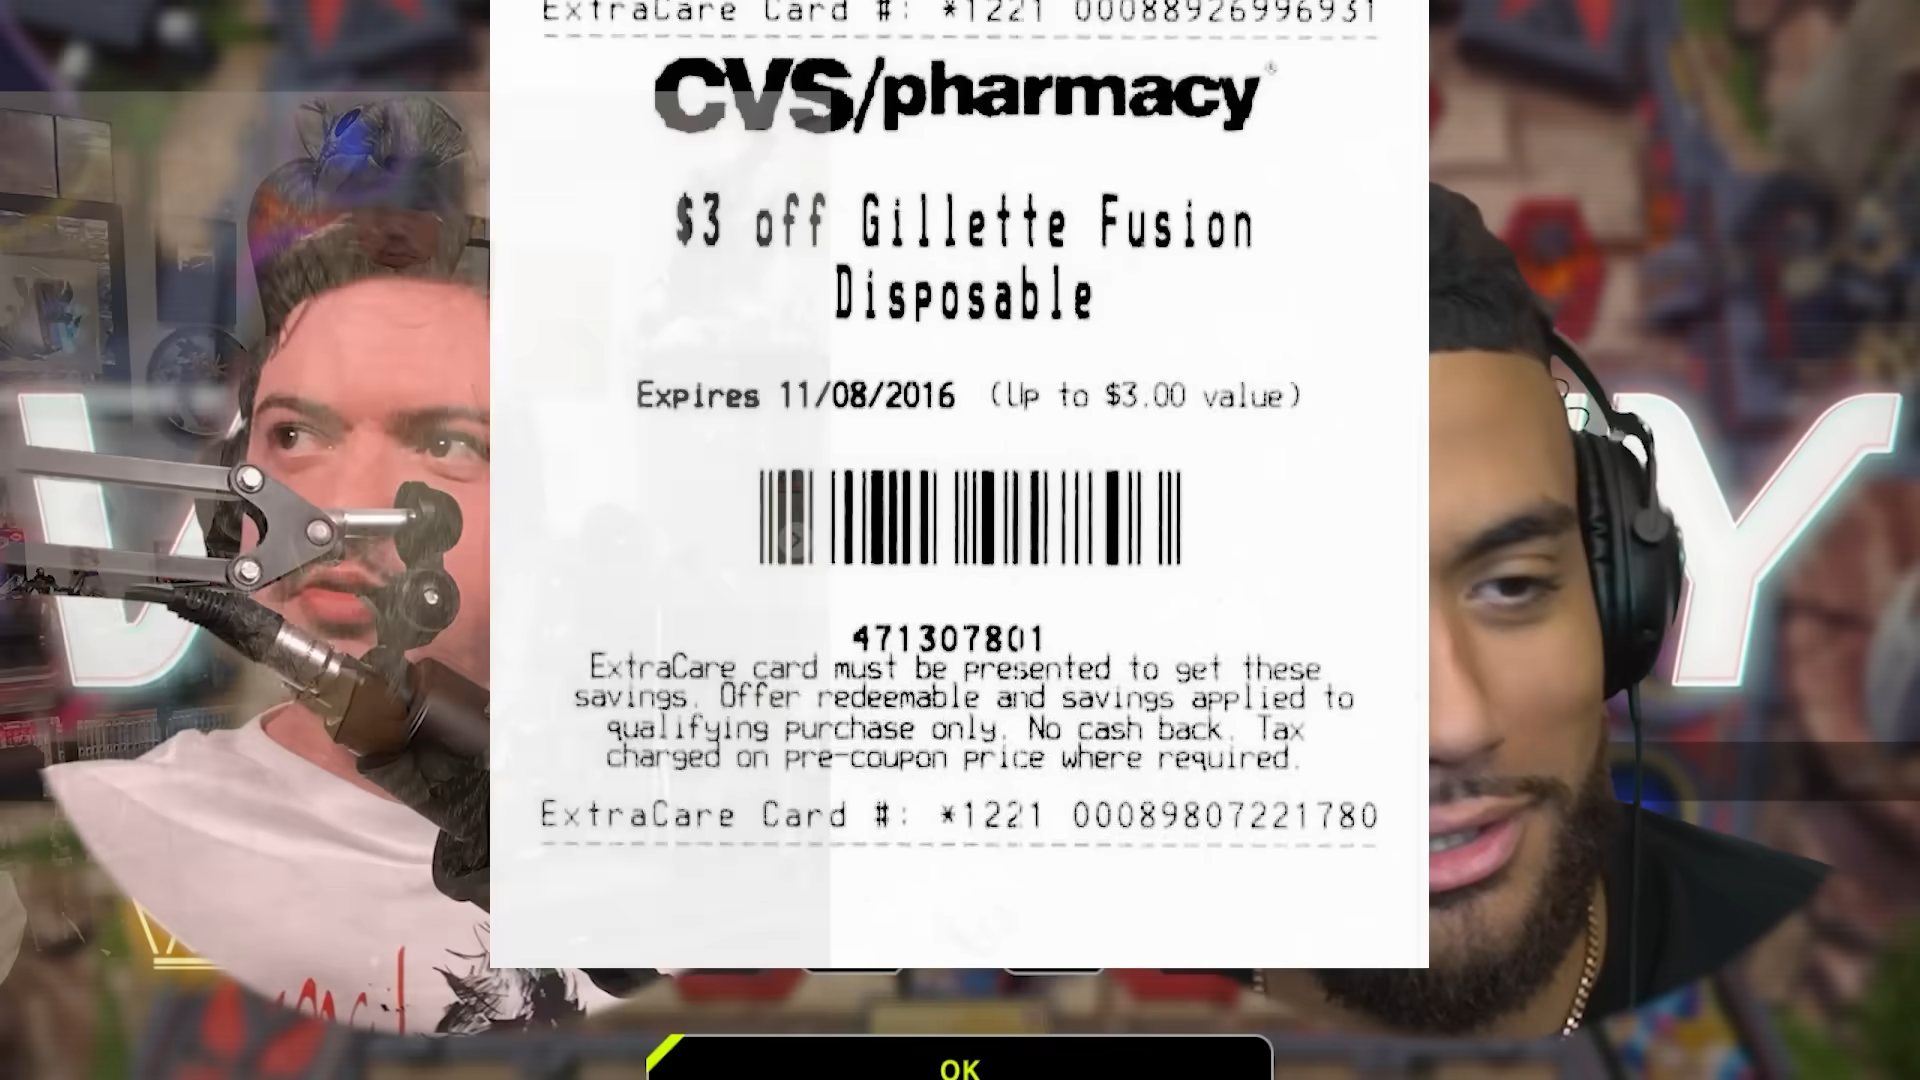 ExtraCare Card #: *1221 00088926996931
CVS/pharmacy®
$3 off Gillette Fusion
Disposable
Expires 11/08/2016 (Up to $3.00 value)
471307801
ExtraCare card must be presented to get these
savings. Offer redeemable and savings applied to
qualifying purchase only. No cash back. Tax
charged on pre-coupon price where required.
ExtraCare Card #: *1221 00089807221780
OK